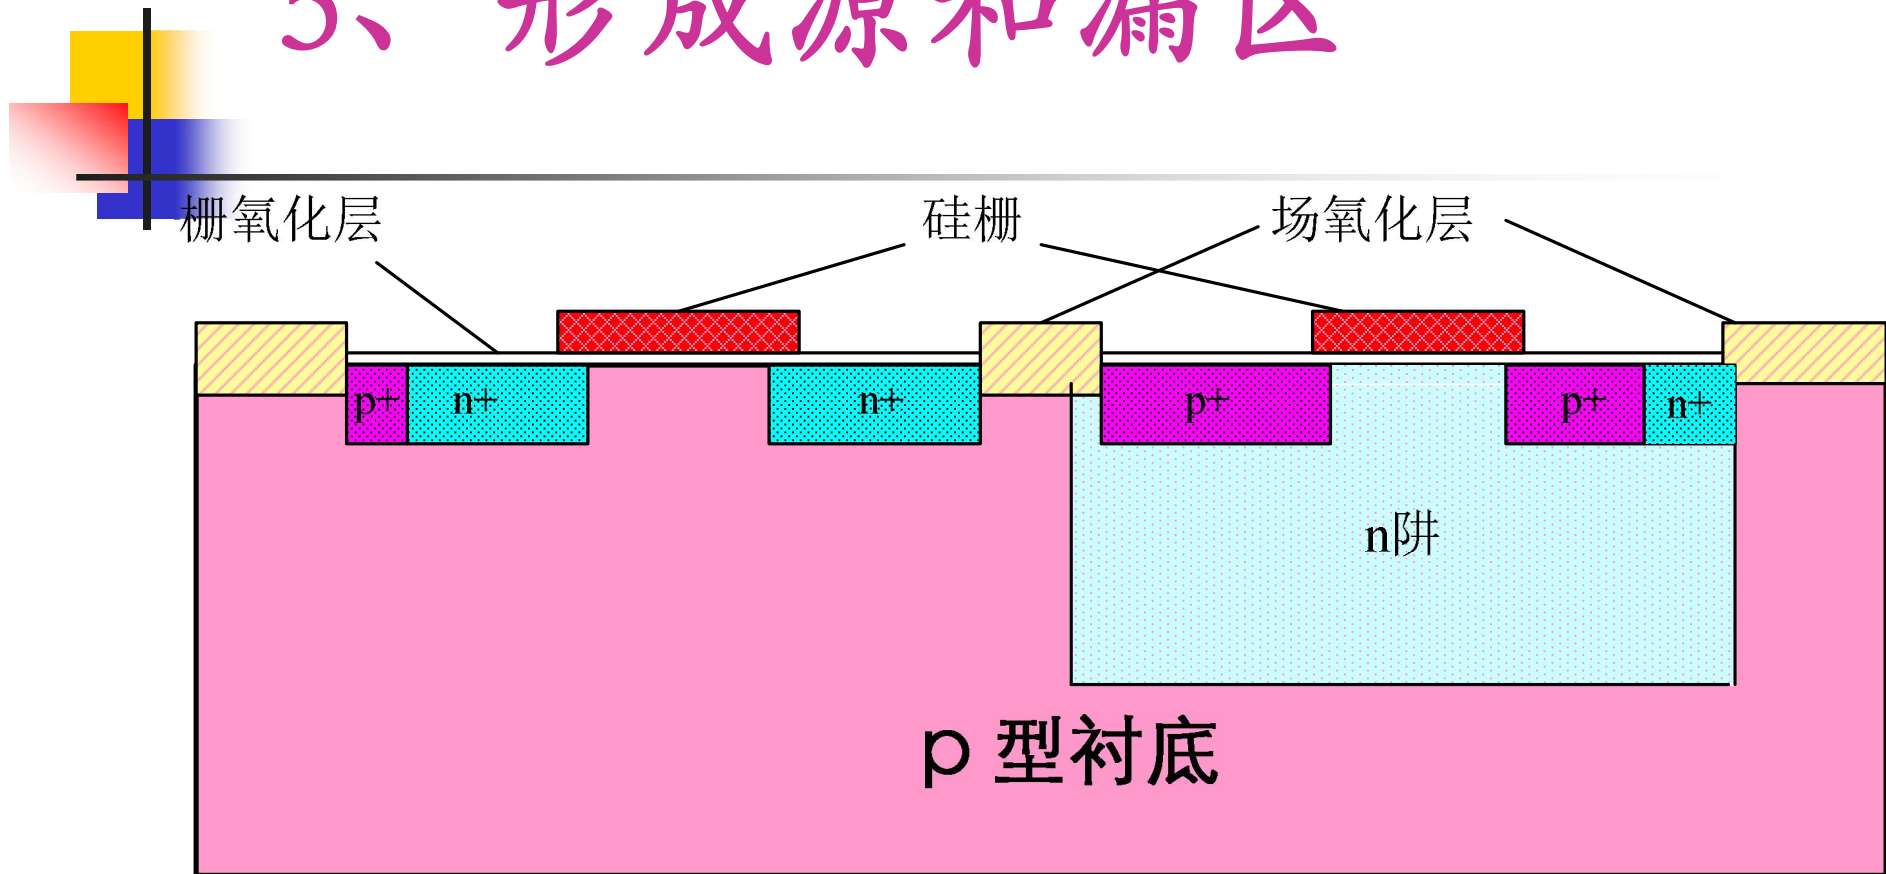 5、形成源和漏区
栅氧化层 硅栅 场氧化层
p+ n+ n+ p+ p+ n+
n阱
p 型衬底